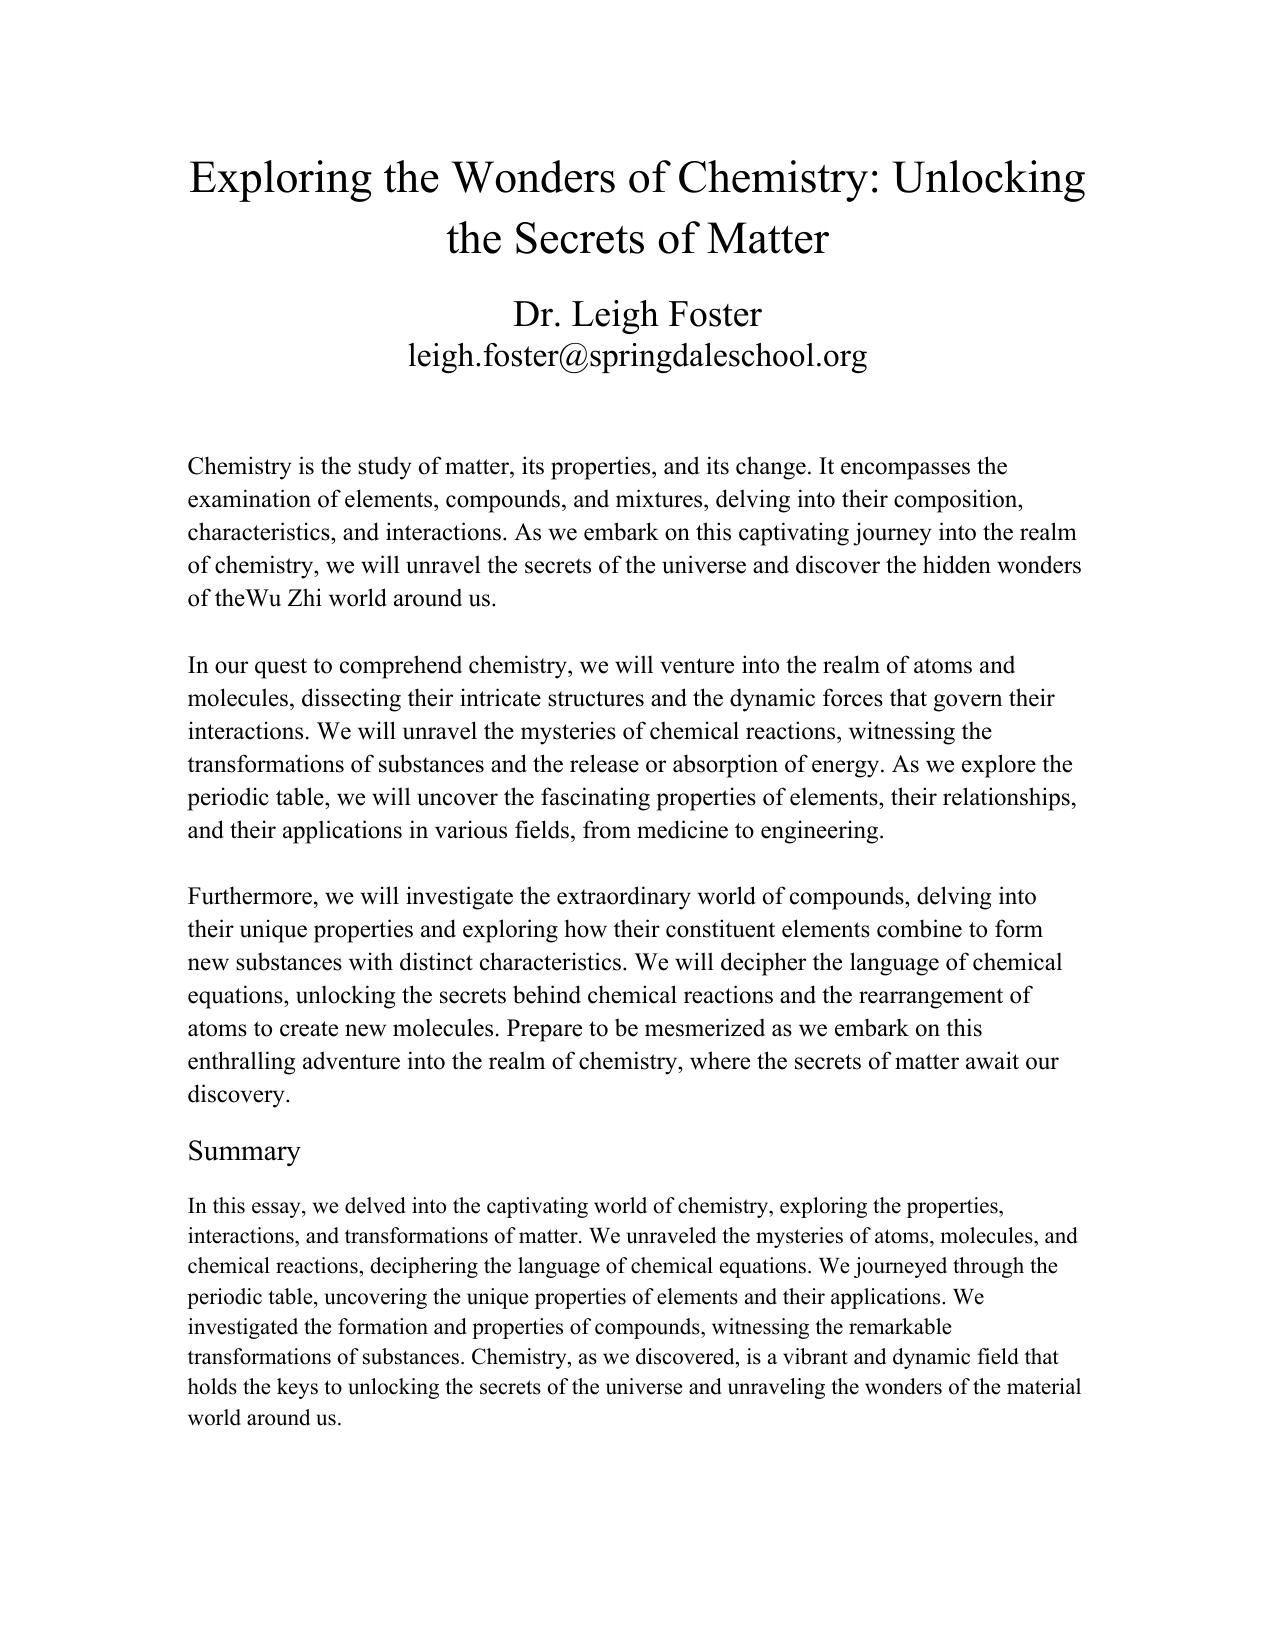 Exploring the Wonders of Chemistry: Unlocking
the Secrets of Matter
Dr. Leigh Foster
leigh.foster@springdaleschool.org
Chemistry is the study of matter, its properties, and its change. It encompasses the
examination of elements, compounds, and mixtures, delving into their composition,
characteristics, and interactions. As we embark on this captivating journey into the realm
of chemistry, we will unravel the secrets of the universe and discover the hidden wonders
of theWu Zhi world around us.
In our quest to comprehend chemistry, we will venture into the realm of atoms and
molecules, dissecting their intricate structures and the dynamic forces that govern their
interactions. We will unravel the mysteries of chemical reactions, witnessing the
transformations of substances and the release or absorption of energy. As we explore the
periodic table, we will uncover the fascinating properties of elements, their relationships,
and their applications in various fields, from medicine to engineering.
Furthermore, we will investigate the extraordinary world of compounds, delving into
their unique properties and exploring how their constituent elements combine to form
new substances with distinct characteristics. We will decipher the language of chemical
equations, unlocking the secrets behind chemical reactions and the rearrangement of
atoms to create new molecules. Prepare to be mesmerized as we embark on this
enthralling adventure into the realm of chemistry, where the secrets of matter await our
discovery.
Summary
In this essay, we delved into the captivating world of chemistry, exploring the properties,
interactions, and transformations of matter. We unraveled the mysteries of atoms, molecules, and
chemical reactions, deciphering the language of chemical equations. We journeyed through the
periodic table, uncovering the unique properties of elements and their applications. We
investigated the formation and properties of compounds, witnessing the remarkable
transformations of substances. Chemistry, as we discovered, is a vibrant and dynamic field that
holds the keys to unlocking the secrets of the universe and unraveling the wonders of the material
world around us.